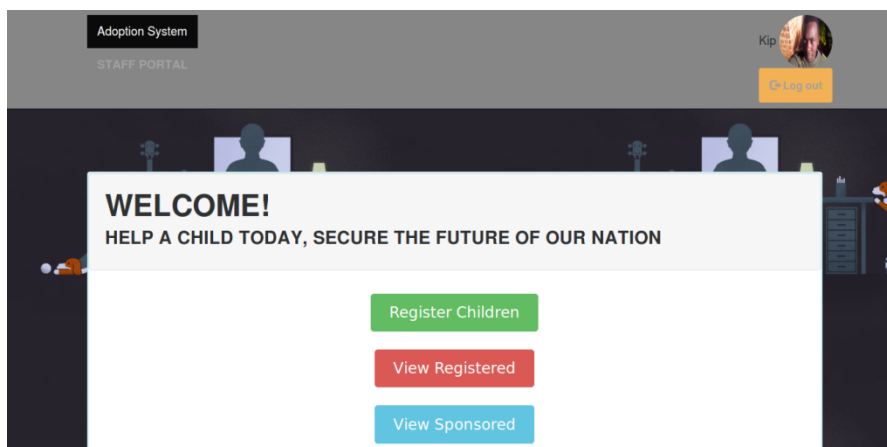 Adoption System
STAFF PORTAL
Kip
Log out
WELCOME!
HELP A CHILD TODAY, SECURE THE FUTURE OF OUR NATION
Register Children
View Registered
View Sponsored